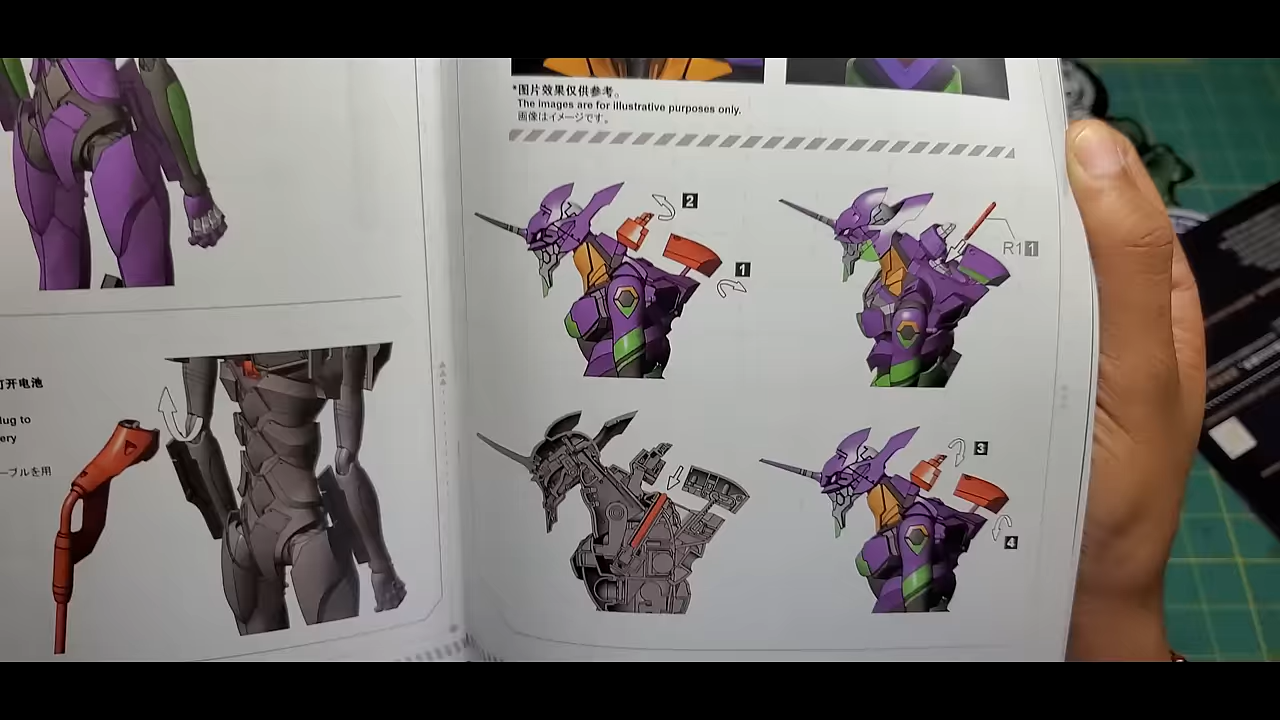 打开电池
lug to
ery
ーブルを用
*图片效果仅供参考。
The images are for illustrative purposes only.
画像はイメージです。
2
1
R1 1
3
4